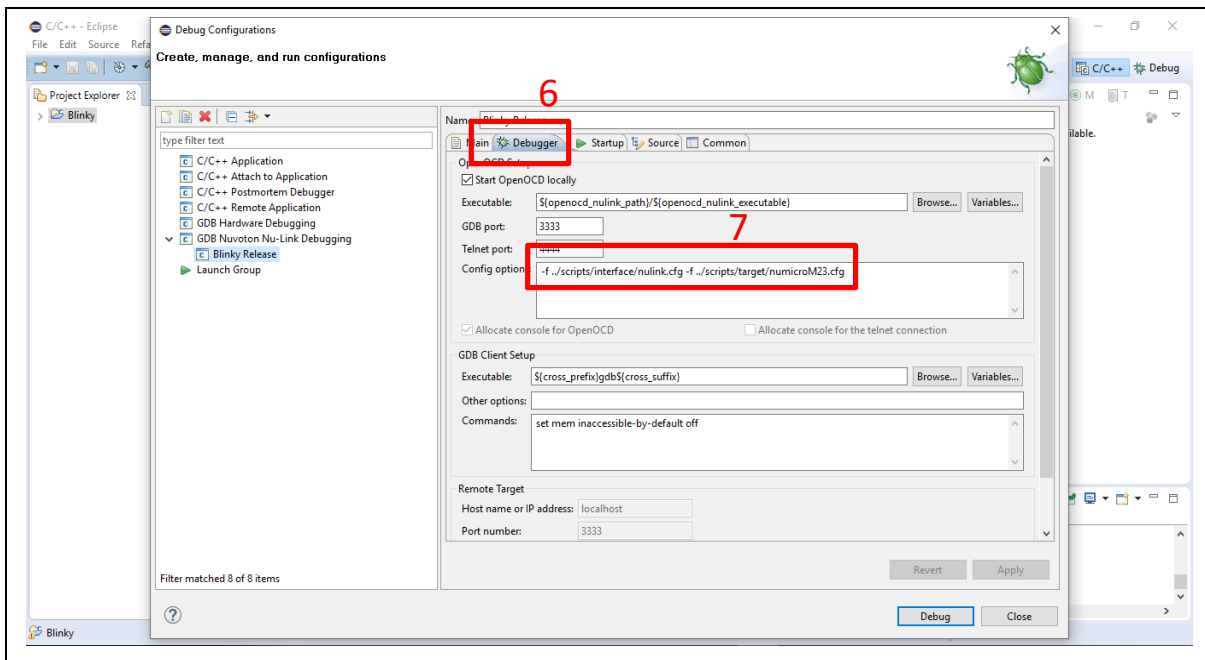 C/C++ - Eclipse
File Edit Source Refa
Project Explorer
Blinky
Debug Configurations
Create, manage, and run configurations
6
type filter text
C/C++ Application
C/C++ Attach to Application
C/C++ Postmortem Debugger
C/C++ Remote Application
GDB Hardware Debugging
GDB Nuvoton Nu-Link Debugging
Blinky Release
Launch Group
Filter matched 8 of 8 items
Name: Blinky Release
Main Debugger Startup Source Common
OpenOCD Setup
Start OpenOCD locally
Executable: ${openocd_nulink_path}/${openocd_nulink_executable} Browse... Variables...
GDB port: 3333
7
Telnet port: 4444
Config options: -f ../scripts/interface/nulink.cfg -f ../scripts/target/numicroM23.cfg
Allocate console for OpenOCD Allocate console for the telnet connection
GDB Client Setup
Executable: ${cross_prefix}gdb${cross_suffix} Browse... Variables...
Other options:
Commands: set mem inaccessible-by-default off
Remote Target
Host name or IP address: localhost
Port number: 3333
Revert Apply
Debug Close
C/C++ Debug
M T
ilable.
Blinky